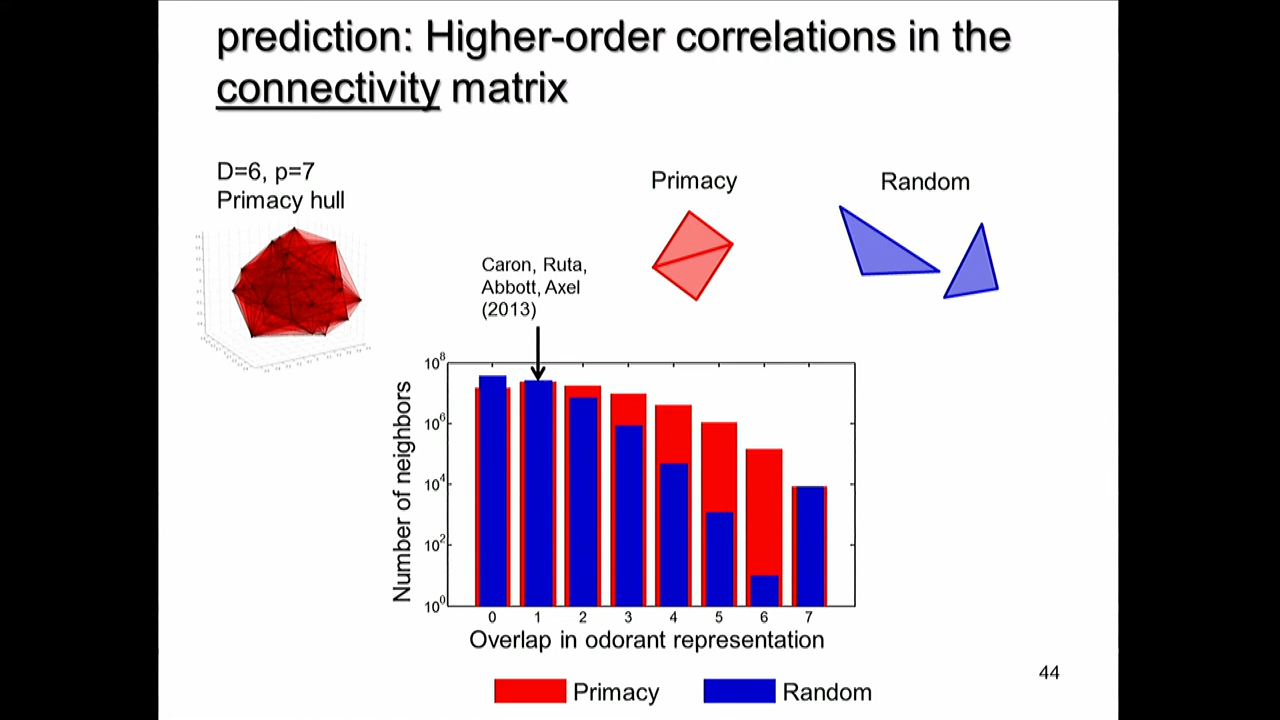 prediction: Higher-order correlations in the
connectivity matrix
D=6, p=7
Primacy hull
Primacy
Random
Caron, Ruta,
Abbott, Axel
(2013)
10^8
10^6
10^4
10^2
10^0
Number of neighbors
0 1 2 3 4 5 6 7
Overlap in odorant representation
Primacy
Random
44